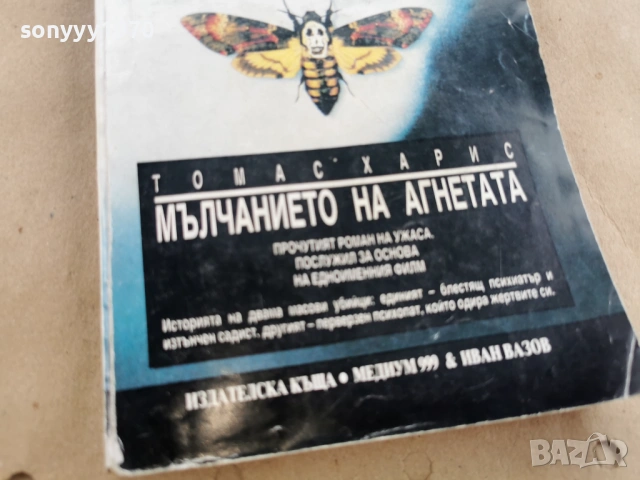 sonyyy1_70
ТОМАС ХАРИС
МЪЛЧАНИЕТО НА АГНЕТАТА
ПРОЧУТИЯТ РОМАН НА УЖАСА,
ПОСЛУЖИЛ ЗА ОСНОВА
НА ЕДНОИМЕННИЯ ФИЛМ
Историята на двама масови убийци: единият – блестящ психиатър и
изтънчен садист, другият – перверзен психопат, който одира жертвите си.
ИЗДАТЕЛСКА КЪЩА • МЕДИУМ 999 & ИВАН ВАЗОВ
BAZAR
bg